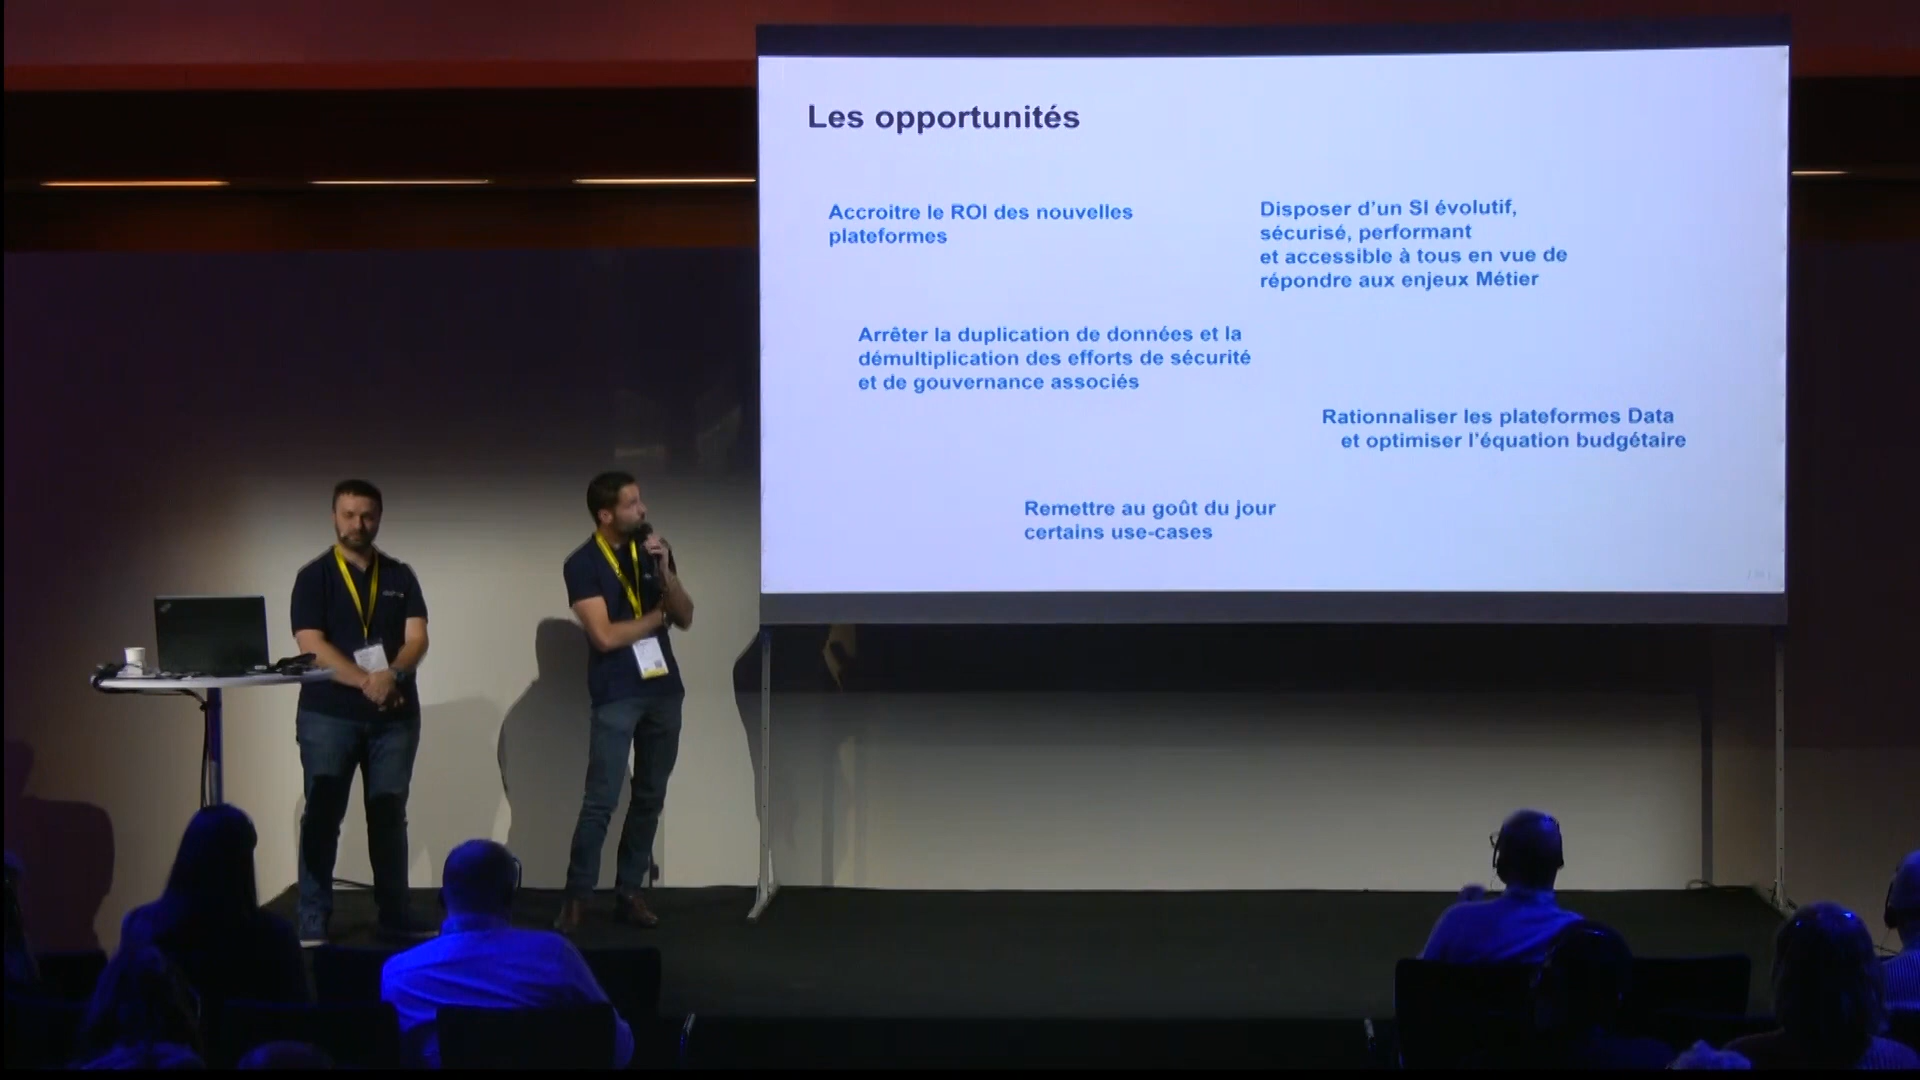 Les opportunités
Accroitre le ROI des nouvelles
plateformes
Disposer d'un SI évolutif,
sécurisé, performant
et accessible à tous en vue de
répondre aux enjeux Métier
Arrêter la duplication de données et la
démultiplication des efforts de sécurité
et de gouvernance associés
Rationnaliser les plateformes Data
et optimiser l'équation budgétaire
Remettre au goût du jour
certains use-cases